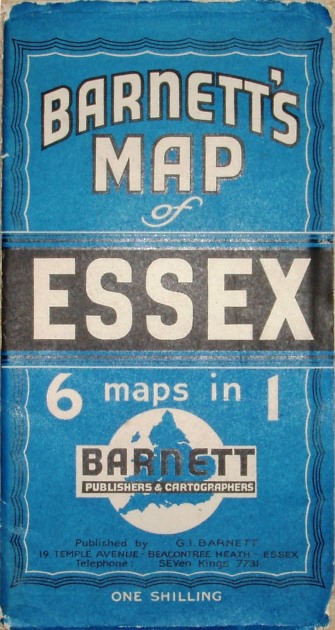 BARNETT'S
MAP
of
ESSEX
6 maps in 1
BARNETT
PUBLISHERS & CARTOGRAPHERS
Published by G.I. BARNETT
19, TEMPLE AVENUE - BEACONTREE HEATH - ESSEX
Telephone: SEVen Kings 7731
ONE SHILLING